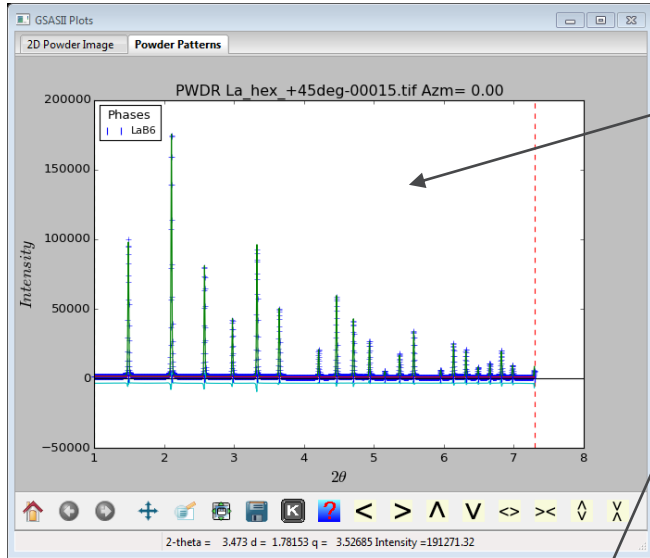 GSASII Plots
2D Powder Image Powder Patterns
PWDR La_hex_+45deg-00015.tif Azm= 0.00
Phases
LaB6
200000
150000
100000
50000
0
−50000
Intensity
1 2 3 4 5 6 7 8
2θ
K ? < > Λ V <> ><
2-theta = 3.473 d = 1.78153 q = 3.52685 Intensity =191271.32